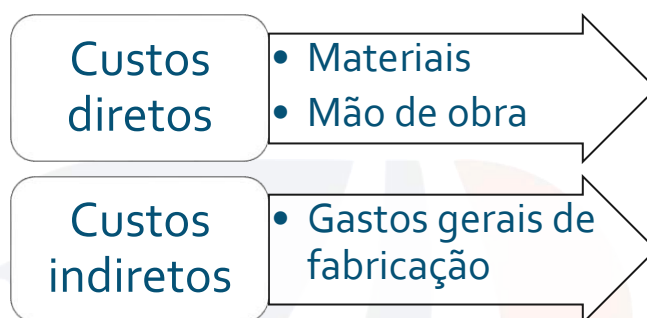 Custos
diretos
• Materiais
• Mão de obra
Custos
indiretos
• Gastos gerais de
fabricação